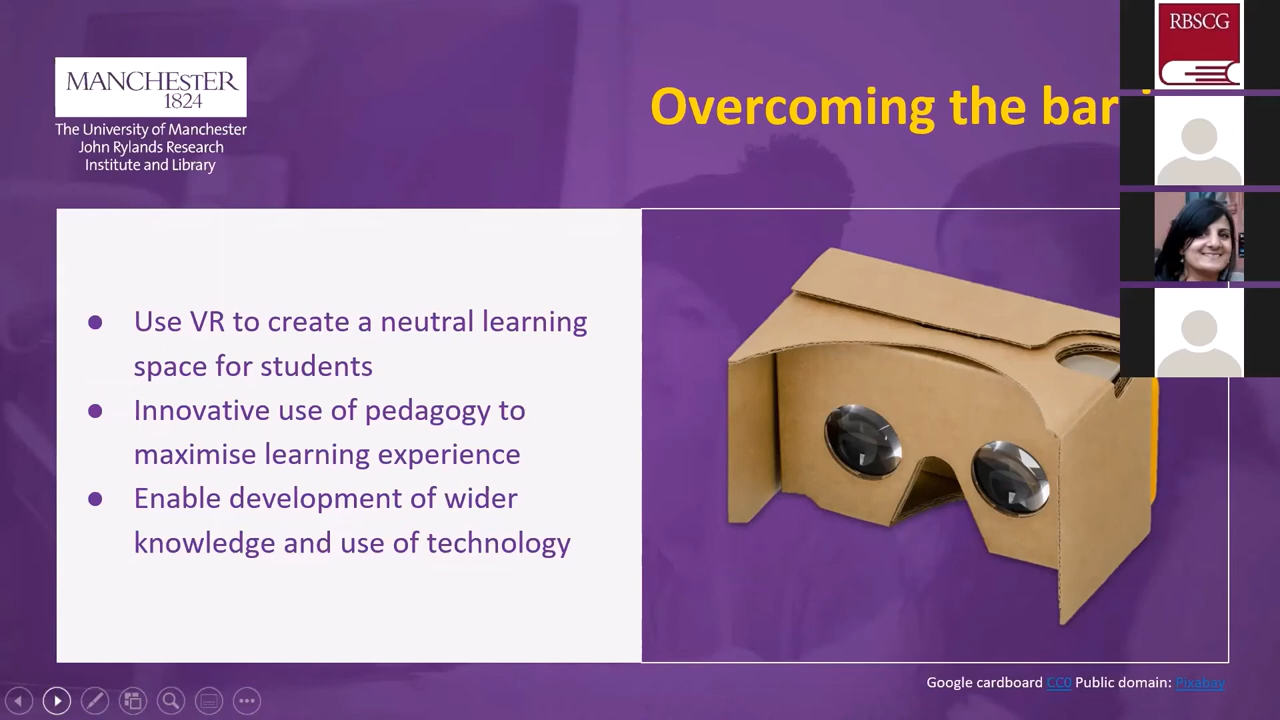 MANCHESTER
1824
The University of Manchester
John Rylands Research
Institute and Library
Overcoming the bar
RBSCG
● Use VR to create a neutral learning
space for students
● Innovative use of pedagogy to
maximise learning experience
● Enable development of wider
knowledge and use of technology
Google cardboard CC0 Public domain: Pixabay